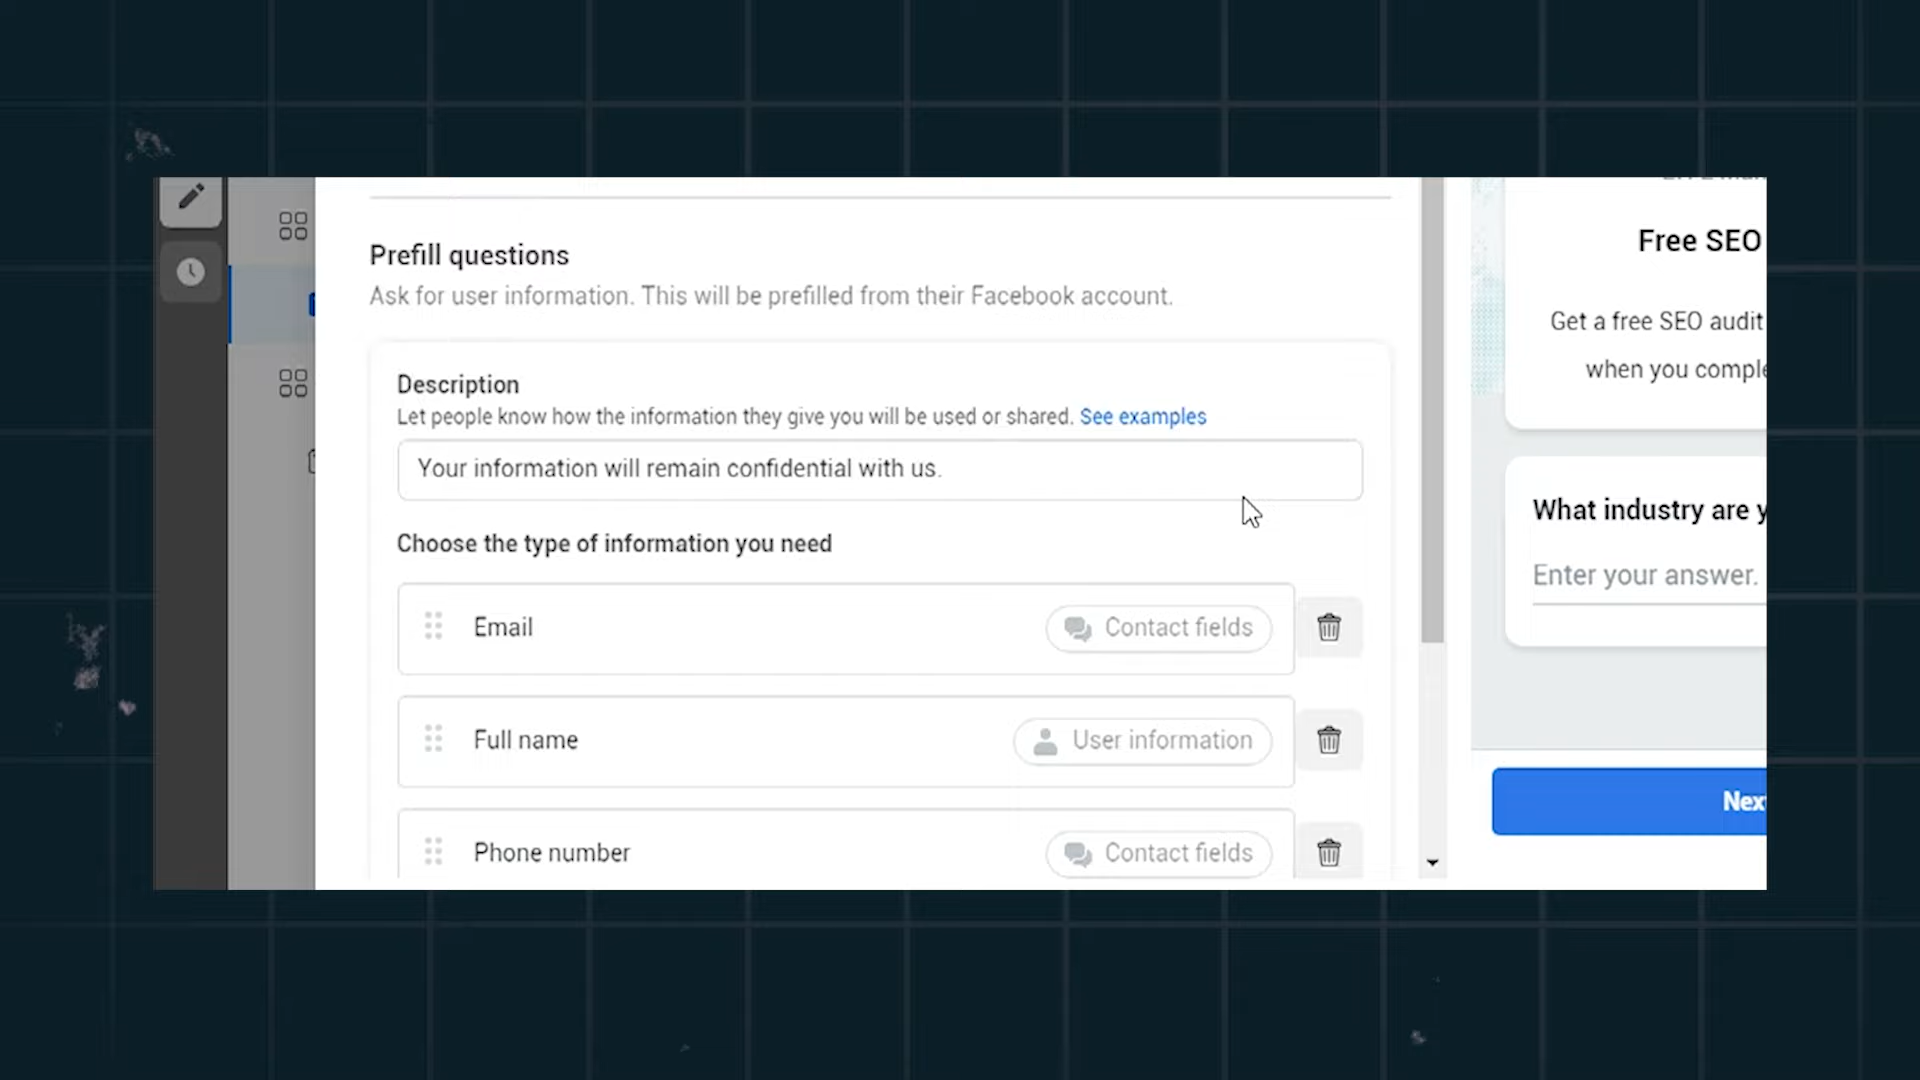 Prefill questions
Ask for user information. This will be prefilled from their Facebook account.
Description
Let people know how the information they give you will be used or shared. See examples
Your information will remain confidential with us.
Choose the type of information you need
Email
Contact fields
Full name
User information
Phone number
Contact fields
Free SEO
Get a free SEO audit
when you comple
What industry are y
Enter your answer.
Nex